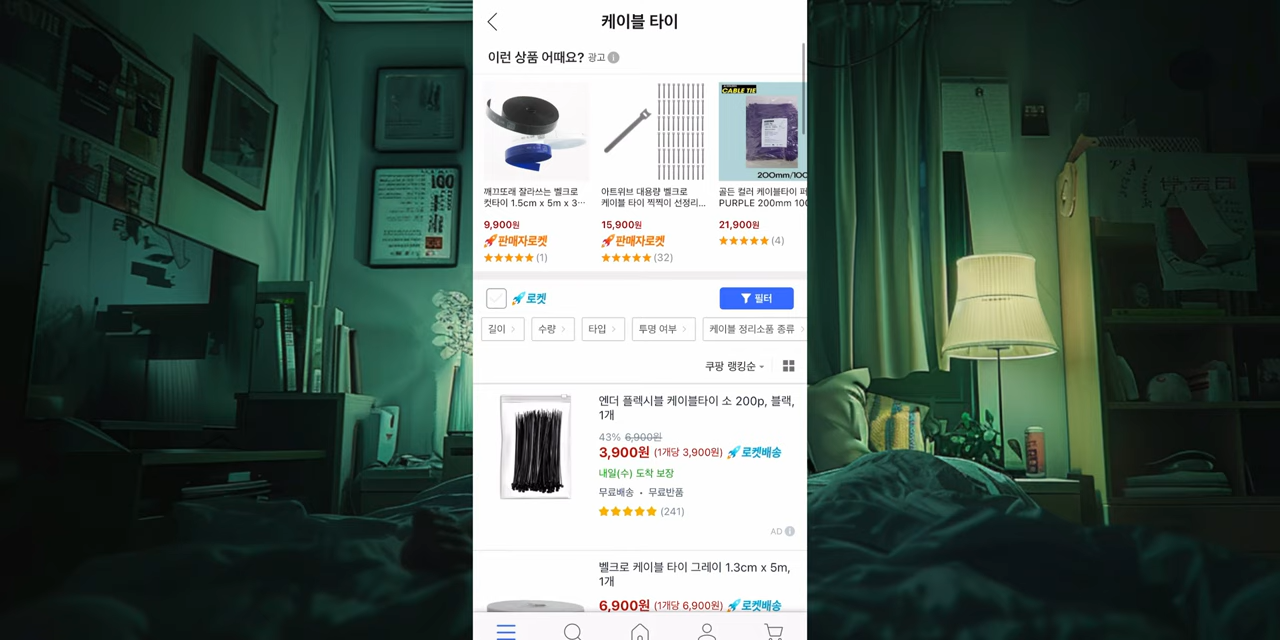 케이블 타이
이런 상품 어때요? 광고
CABLE TIE
200mm/100
깨끄또래 잘라쓰는 벨크로
컷타이 1.5cm x 5m x 3…
9,900원
판매자로켓
(1)
아트위브 대용량 벨크로
케이블 타이 찍찍이 선정리…
15,900원
판매자로켓
(32)
골든 컬러 케이블타이 퍼
PURPLE 200mm 100
21,900원
(4)
로켓
필터
길이
수량
타입
투명 여부
케이블 정리소품 종류
쿠팡 랭킹순
엔더 플렉시블 케이블타이 소 200p, 블랙,
1개
43% 6,900원
3,900원 (1개당 3,900원) 로켓배송
내일(수) 도착 보장
무료배송 • 무료반품
(241)
AD
벨크로 케이블 타이 그레이 1.3cm x 5m,
1개
6,900원 (1개당 6,900원) 로켓배송
100